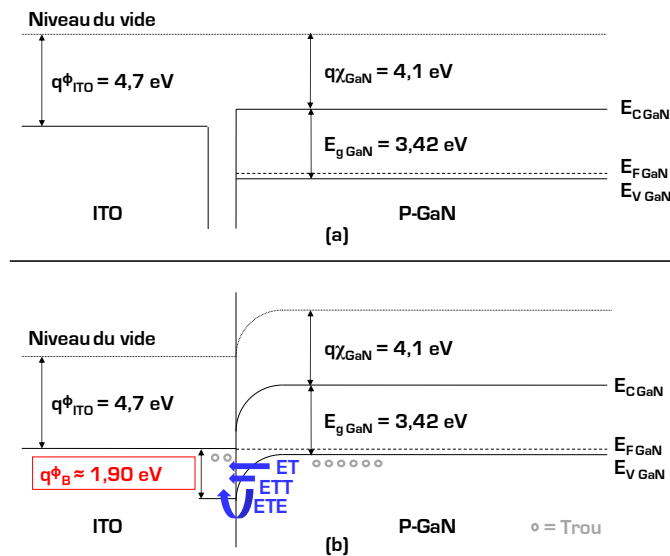 Niveau du vide
qϕITO = 4,7 eV
qχGaN = 4,1 eV
EC GaN
Eg GaN = 3,42 eV
EF GaN
EV GaN
ITO
P-GaN
(a)
Niveau du vide
qχGaN = 4,1 eV
qϕITO = 4,7 eV
EC GaN
Eg GaN = 3,42 eV
EF GaN
qϕB ≈ 1,90 eV
ET
EV GaN
ETT
ETE
ITO
P-GaN
o = Trou
(b)